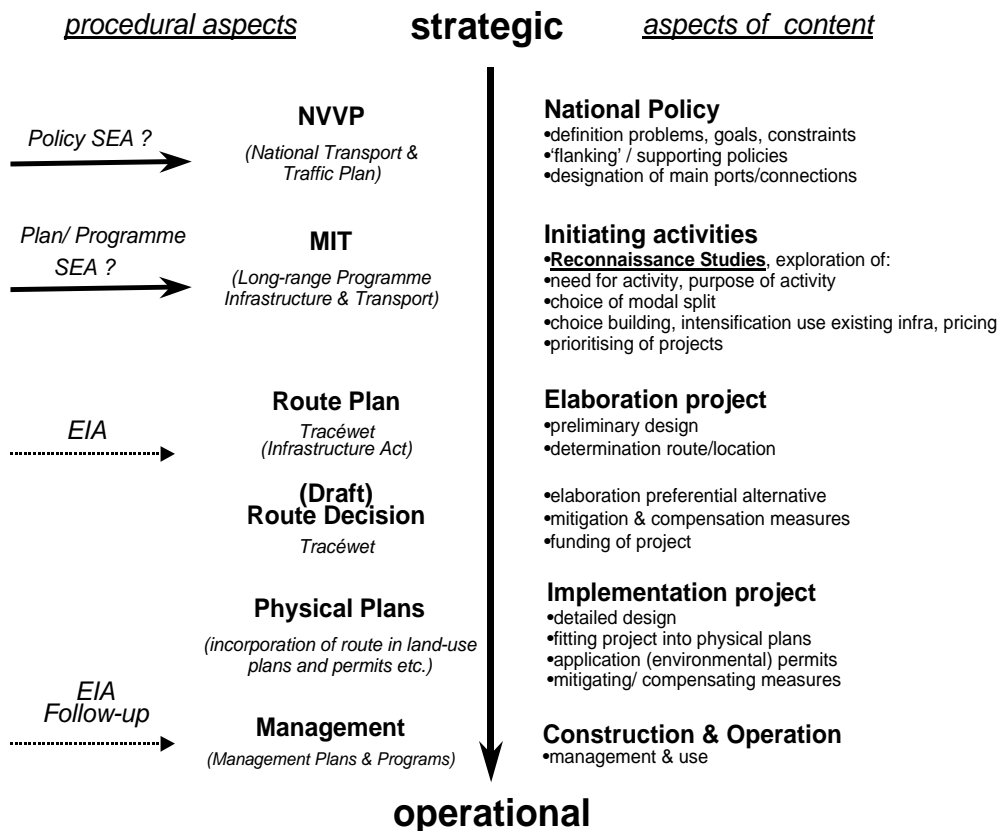 procedural aspects strategic aspects of content
Policy SEA ?
NVVP
(National Transport &
Traffic Plan)
National Policy
•definition problems, goals, constraints
•‘flanking’ / supporting policies
•designation of main ports/connections
Plan/ Programme
SEA ?
MIT
(Long-range Programme
Infrastructure & Transport)
Initiating activities
•Reconnaissance Studies, exploration of:
•need for activity, purpose of activity
•choice of modal split
•choice building, intensification use existing infra, pricing
•prioritising of projects
EIA
Route Plan
Tracéwet
(Infrastructure Act)
Elaboration project
•preliminary design
•determination route/location
(Draft)
Route Decision
Tracéwet
•elaboration preferential alternative
•mitigation & compensation measures
•funding of project
Physical Plans
(incorporation of route in land-use
plans and permits etc.)
Implementation project
•detailed design
•fitting project into physical plans
•application (environmental) permits
•mitigating/ compensating measures
EIA
Follow-up
Management
(Management Plans & Programs)
Construction & Operation
•management & use
operational